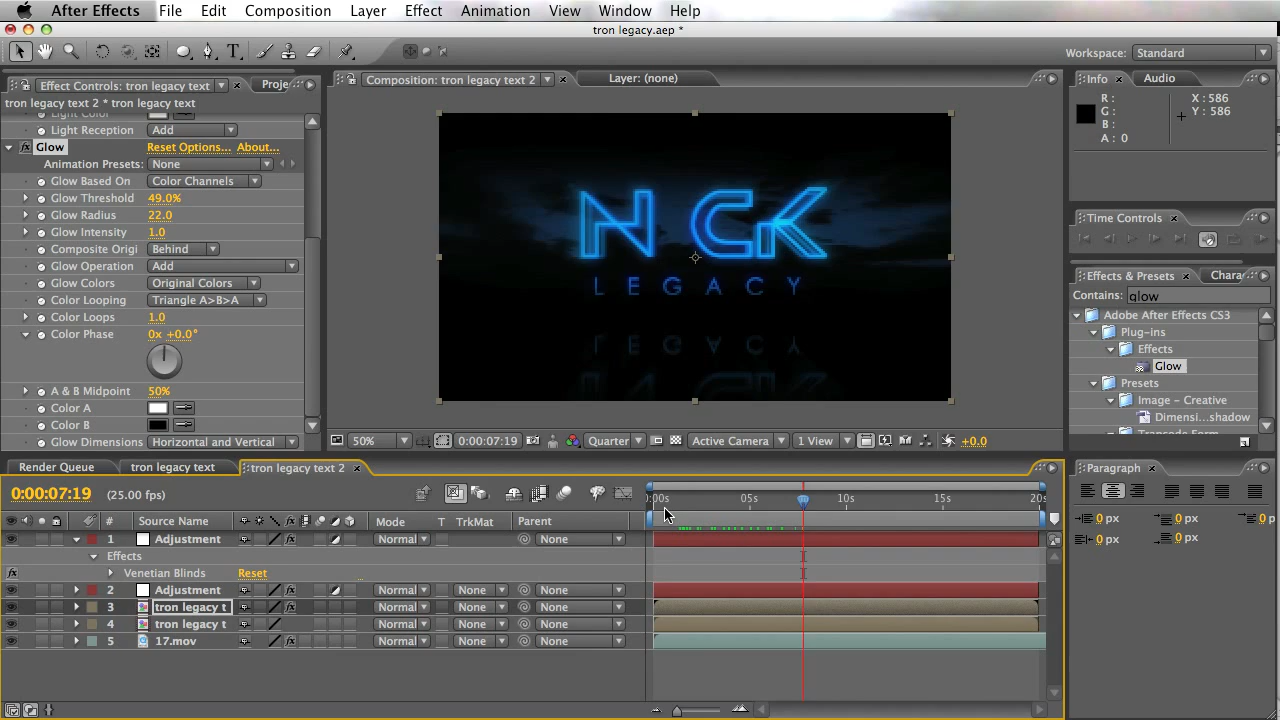 After Effects File Edit Composition Layer Effect Animation View Window Help
tron legacy.aep *
Workspace: Standard
Effect Controls: tron legacy text
Proje
tron legacy text 2 * tron legacy text
Light Color
Light Reception Add
Glow Reset Options... About...
Animation Presets: None
Glow Based On Color Channels
Glow Threshold 49.0%
Glow Radius 22.0
Glow Intensity 1.0
Composite Origi Behind
Glow Operation Add
Glow Colors Original Colors
Color Looping Triangle A>B>A
Color Loops 1.0
Color Phase 0x +0.0°
A & B Midpoint 50%
Color A
Color B
Glow Dimensions Horizontal and Vertical
Composition: tron legacy text 2
Layer: (none)
N CK
LEGACY
50% 0:00:07:19 Quarter Active Camera 1 View +0.0
Info Audio
R: X: 586
G: Y: 586
B:
A: 0
Time Controls
Effects & Presets Chara
Contains: glow
Adobe After Effects CS3
Plug-ins
Effects
Glow
Presets
Image - Creative
Dimensi...shadow
Transcode From
Render Queue tron legacy text tron legacy text 2
0:00:07:19 (25.00 fps)
:00s 05s 10s 15s 20s
# Source Name Mode T TrkMat Parent
1 Adjustment Normal None
Effects
Venetian Blinds Reset
2 Adjustment Normal None None
3 tron legacy t Normal None None
4 tron legacy t Normal None None
5 17.mov Normal None None
Paragraph
0 px 0 px 0 p
0 px 0 px